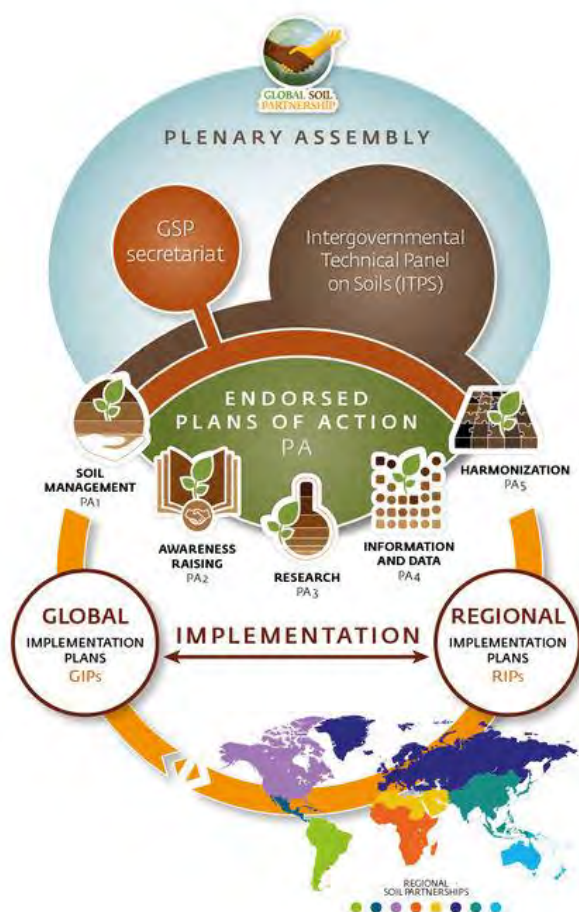 GLOBAL SOIL
PARTNERSHIP
PLENARY ASSEMBLY
GSP
secretariat
Intergovernmental
Technical Panel
on Soils (ITPS)
ENDORSED
PLANS OF ACTION
PA
SOIL
MANAGEMENT
PA1
AWARENESS
RAISING
PA2
RESEARCH
PA3
INFORMATION
AND DATA
PA4
HARMONIZATION
PA5
GLOBAL
IMPLEMENTATION
PLANS
GIPs
IMPLEMENTATION
REGIONAL
IMPLEMENTATION
PLANS
RIPs
REGIONAL
SOIL PARTNERSHIPS